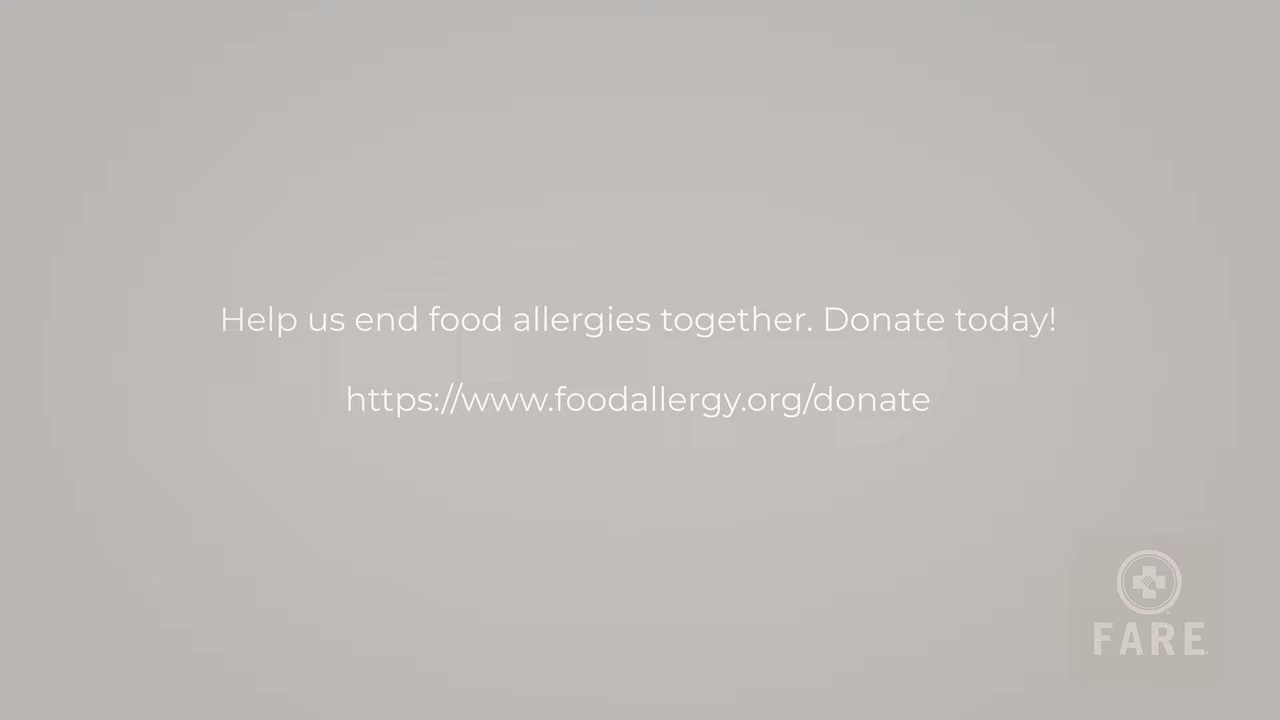 Help us end food allergies together. Donate today!
https://www.foodallergy.org/donate
FARE